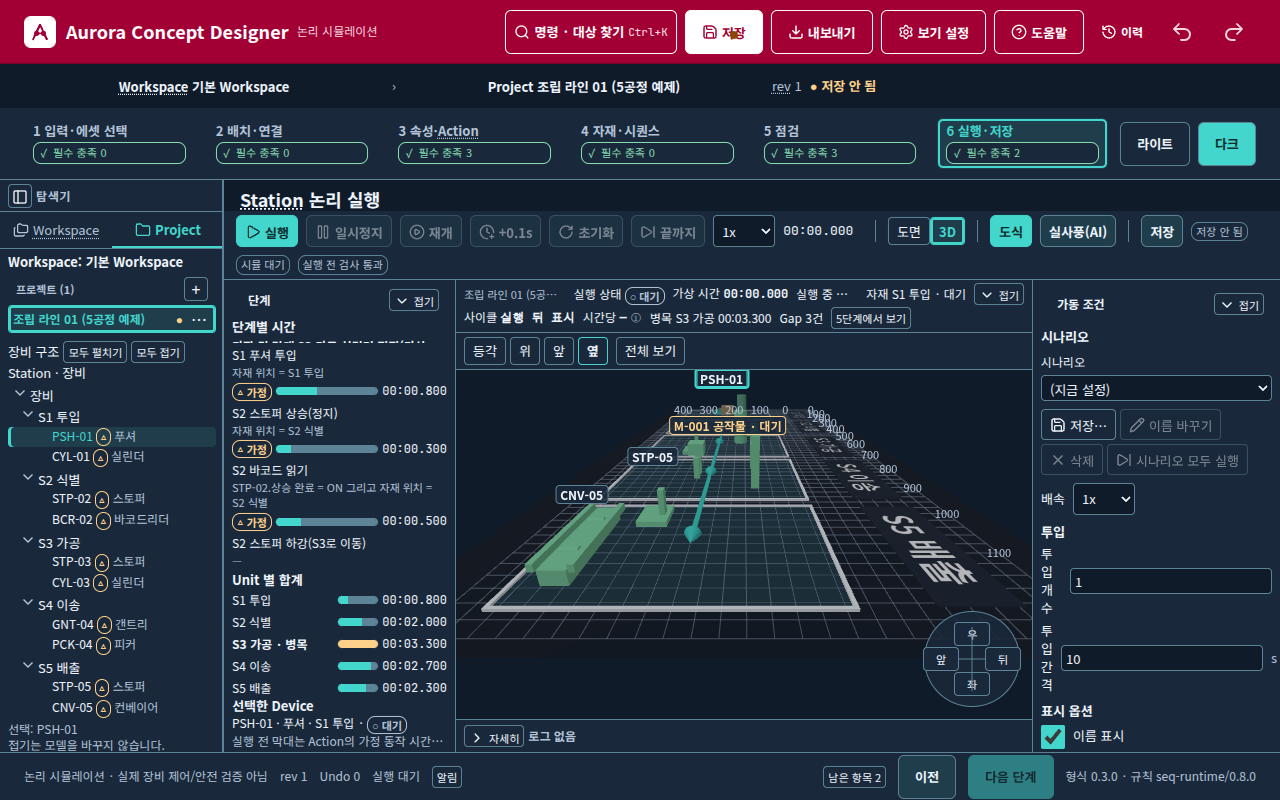 Aurora Concept Designer 논리 시뮬레이션 명령 · 대상 찾기 Ctrl+K 내보내기 보기 설정 도움말 이력
Workspace 기본 Workspace › Project 조립 라인 01 (5공정 예제) rev 1 ● 저장 안 됨
1 입력·에셋 선택 2 배치·연결 3 속성·Action 4 자재·시퀀스 5 점검 6 실행·저장 라이트 다크
✓ 필수 충족 0 ✓ 필수 충족 0 ✓ 필수 충족 3 ✓ 필수 충족 0 ✓ 필수 충족 3 ✓ 필수 충족 2
탐색기
Workspace Project
Workspace: 기본 Workspace
프로젝트 (1) +
조립 라인 01 (5공정 예제) ● ···
장비 구조 모두 펼치기 모두 접기
Station · 장비
장비
S1 투입
PSH-01 푸셔
CYL-01 실린더
S2 식별
STP-02 스토퍼
BCR-02 바코드리더
S3 가공
STP-03 스토퍼
CYL-03 실린더
S4 이송
GNT-04 갠트리
PCK-04 피커
S5 배출
STP-05 스토퍼
CNV-05 컨베이어
선택: PSH-01
접기는 모델을 바꾸지 않습니다.
Station 논리 실행
실행 일시정지 재개 +0.1s 초기화 끝까지 1x 00:00.000 도면 3D 도식 실사풍(AI) 저장 저장 안 됨
시뮬 대기 실행 전 검사 통과
단계 접기
단계별 시간
S1 푸셔 투입
자재 위치 = S1 투입
가정 00:00.800
S2 스토퍼 상승(정지)
자재 위치 = S2 식별
가정 00:00.300
S2 바코드 읽기
STP-02.상승 완료 = ON 그리고 자재 위치 =
S2 식별
가정 00:00.500
S2 스토퍼 하강(S3로 이동)
—
Unit 별 합계
S1 투입 00:00.800
S2 식별 00:02.000
S3 가공 · 병목 00:03.300
S4 이송 00:02.700
S5 배출 00:02.300
선택한 Device
PSH-01 · 푸셔 · S1 투입 · ○ 대기
실행 전 막대는 Action의 가정 동작 시간···
조립 라인 01 (5공··· 실행 상태 ○ 대기 가상 시간 00:00.000 실행 중 ··· 자재 S1 투입 · 대기 접기
사이클 실행 뒤 표시 시간당 – ⓘ 병목 S3 가공 00:03.300 Gap 3건 5단계에서 보기
등각 위 앞 옆 전체 보기
PSH-01
400 300 200 100 0
M-001 공작물 · 대기
STP-05
CNV-05
0
100
200
300
400
500
600
700
800
900
1000
1100
S4 이송
S5 배출
우
앞 뒤
좌
자세히 로그 없음
가동 조건 접기
시나리오
시나리오
(지금 설정)
저장··· 이름 바꾸기
삭제 시나리오 모두 실행
배속 1x
투입
투입개수 1
투입간격 10 s
표시 옵션
이름 표시
논리 시뮬레이션 · 실제 장비 제어/안전 검증 아님 rev 1 Undo 0 실행 대기 알림 남은 항목 2 이전 다음 단계 형식 0.3.0 · 규칙 seq-runtime/0.8.0